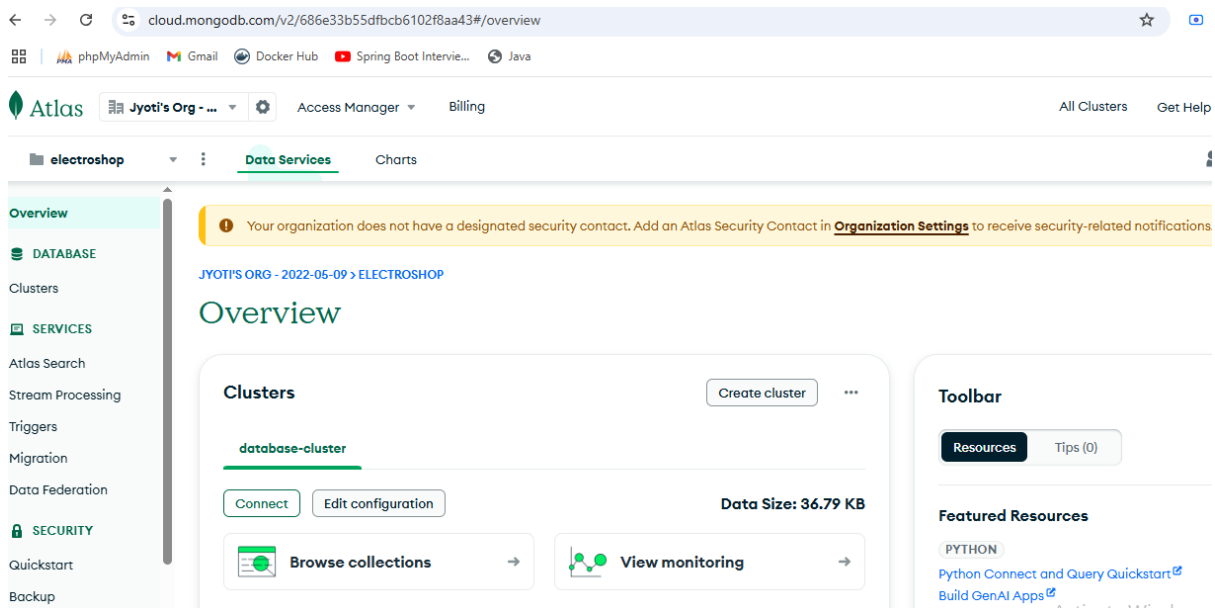 cloud.mongodb.com/v2/686e33b55dfbcb6102f8aa43#/overview
phpMyAdmin Gmail Docker Hub Spring Boot Intervie... Java
Atlas Jyoti's Org - ... Access Manager Billing All Clusters Get Help
electroshop Data Services Charts
Overview
DATABASE
Clusters
SERVICES
Atlas Search
Stream Processing
Triggers
Migration
Data Federation
SECURITY
Quickstart
Backup
Your organization does not have a designated security contact. Add an Atlas Security Contact in Organization Settings to receive security-related notifications.
JYOTI'S ORG - 2022-05-09 > ELECTROSHOP
Overview
Clusters
Create cluster
database-cluster
Connect Edit configuration Data Size: 36.79 KB
Browse collections View monitoring
Toolbar
Resources Tips (0)
Featured Resources
PYTHON
Python Connect and Query Quickstart
Build GenAI Apps